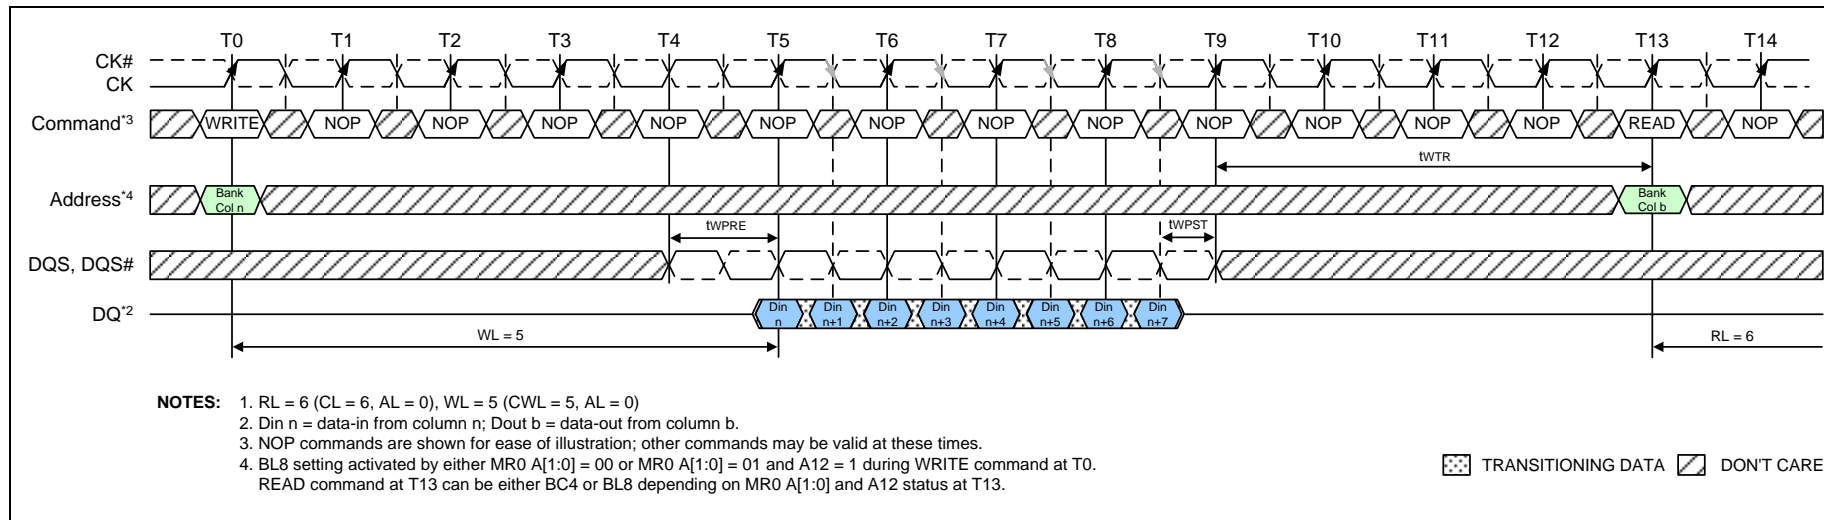 T0 T1 T2 T3 T4 T5 T6 T7 T8 T9 T10 T11 T12 T13 T14
CK#
CK
Command*3 WRITE NOP NOP NOP NOP NOP NOP NOP NOP NOP NOP NOP NOP READ NOP
tWTR
Address*4 Bank Col n Bank Col b
tWPRE tWPST
DQS, DQS#
DQ*2 Din n Din n+1 Din n+2 Din n+3 Din n+4 Din n+5 Din n+6 Din n+7
WL = 5 RL = 6
NOTES: 1. RL = 6 (CL = 6, AL = 0), WL = 5 (CWL = 5, AL = 0)
2. Din n = data-in from column n; Dout b = data-out from column b.
3. NOP commands are shown for ease of illustration; other commands may be valid at these times.
4. BL8 setting activated by either MR0 A[1:0] = 00 or MR0 A[1:0] = 01 and A12 = 1 during WRITE command at T0.
READ command at T13 can be either BC4 or BL8 depending on MR0 A[1:0] and A12 status at T13.
TRANSITIONING DATA DON'T CARE